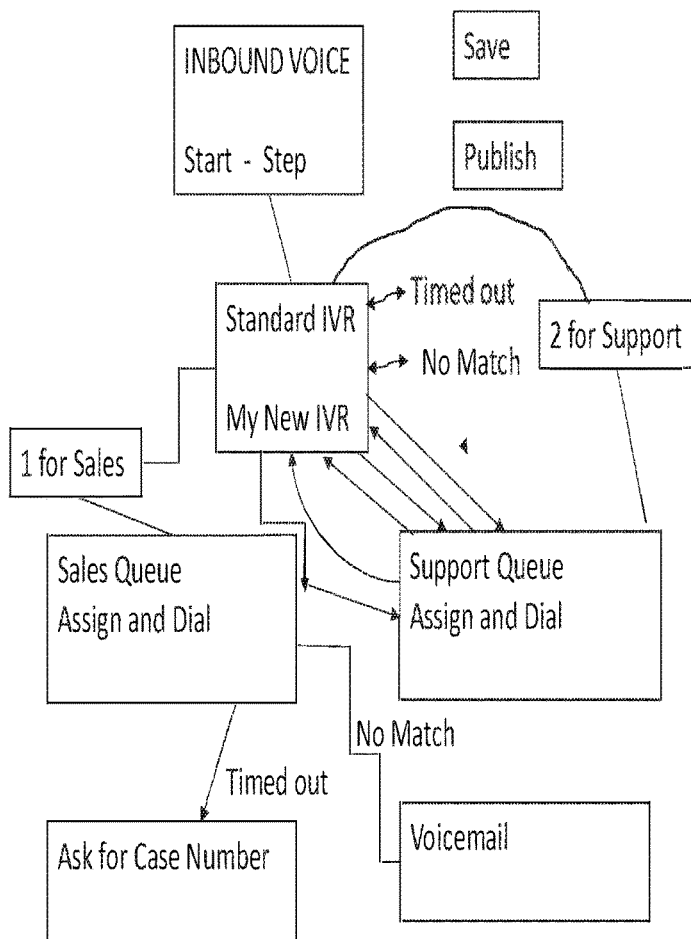 INBOUND VOICE
Start - Step
Save
Publish
Standard IVR
My New IVR
Timed out
No Match
2 for Support
1 for Sales
Sales Queue
Assign and Dial
Support Queue
Assign and Dial
No Match
Timed out
Ask for Case Number
Voicemail